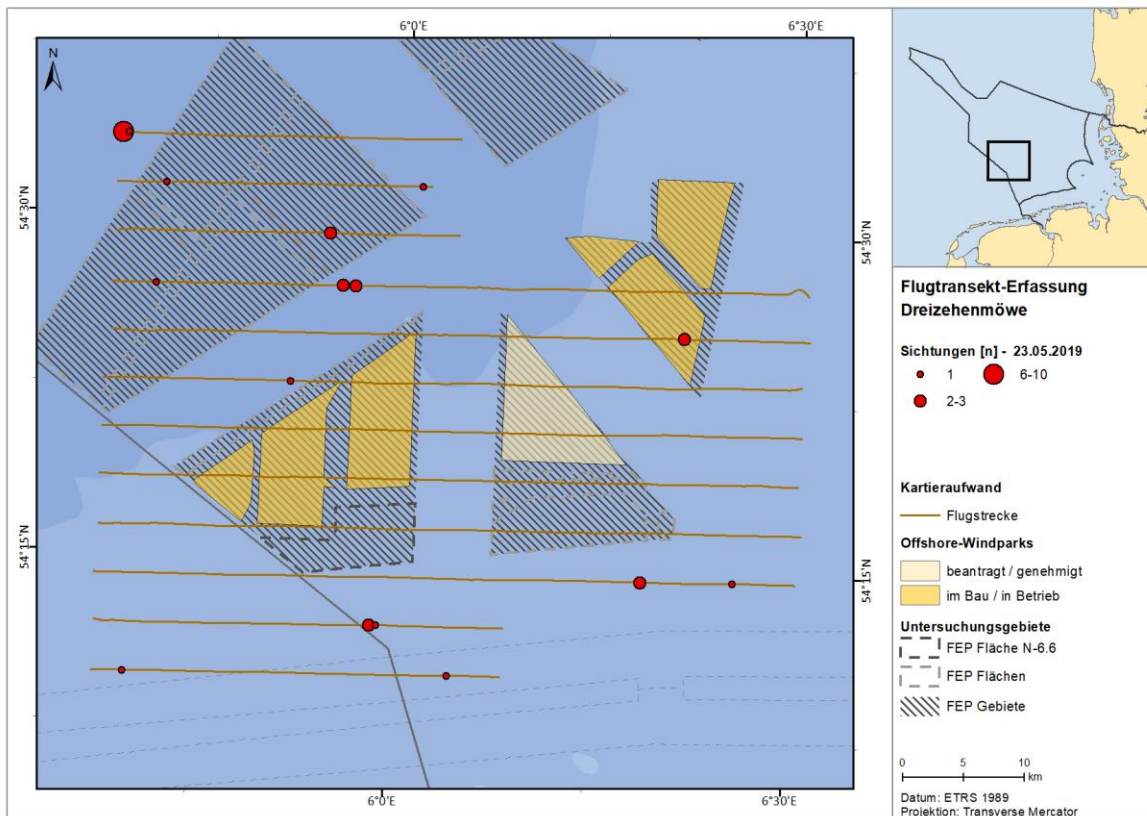 6°0'E
6°30'E
N
54°30'N
54°30'N
54°15'N
54°15'N
6°0'E
6°30'E
Flugtransekt-Erfassung
Dreizehenmöwe
Sichtungen [n] - 23.05.2019
1
6-10
2-3
Kartieraufwand
Flugstrecke
Offshore-Windparks
beantragt / genehmigt
im Bau / in Betrieb
Untersuchungsgebiete
FEP Fläche N-6.6
FEP Flächen
FEP Gebiete
0 5 10
km
Datum: ETRS 1989
Projektion: Transverse Mercator